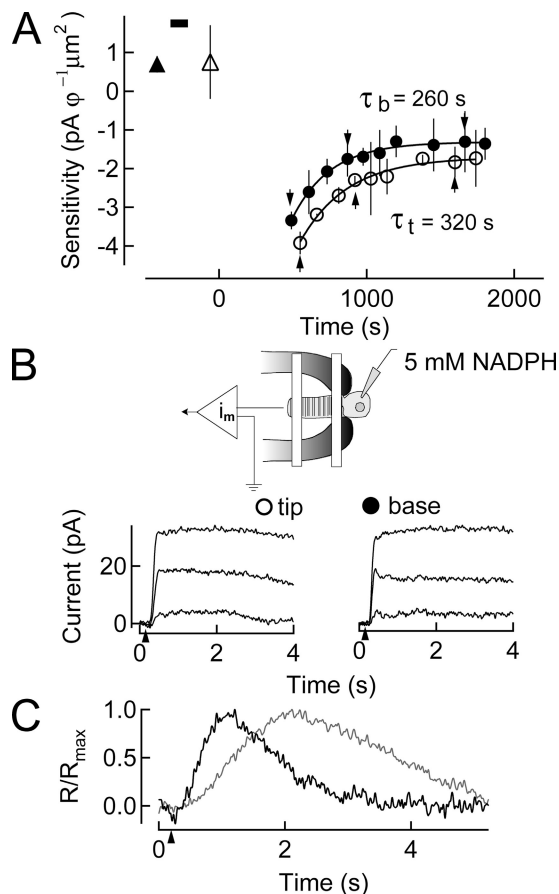 A
Sensitivity (pA φ⁻¹μm²)
1
0
-1
-2
-3
-4
τb = 260 s
τt = 320 s
0 1000 2000
Time (s)
B
5 mM NADPH
im
tip base
Current (pA)
20
0
0 2 4 0 2 4
Time (s)
C
R/Rmax
1.0
0.5
0.0
0 2 4
Time (s)